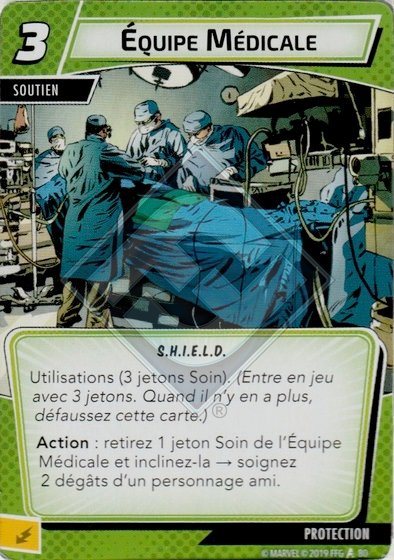 3
ÉQUIPE MÉDICALE
SOUTIEN
S.H.I.E.L.D.
Utilisations (3 jetons Soin). (Entre en jeu
avec 3 jetons. Quand il n'y en a plus,
défaussez cette carte.)
®
Action : retirez 1 jeton Soin de l'Équipe
Médicale et inclinez-la → soignez
2 dégâts d'un personnage ami.
PROTECTION
© MARVEL © 2019 FFG 80